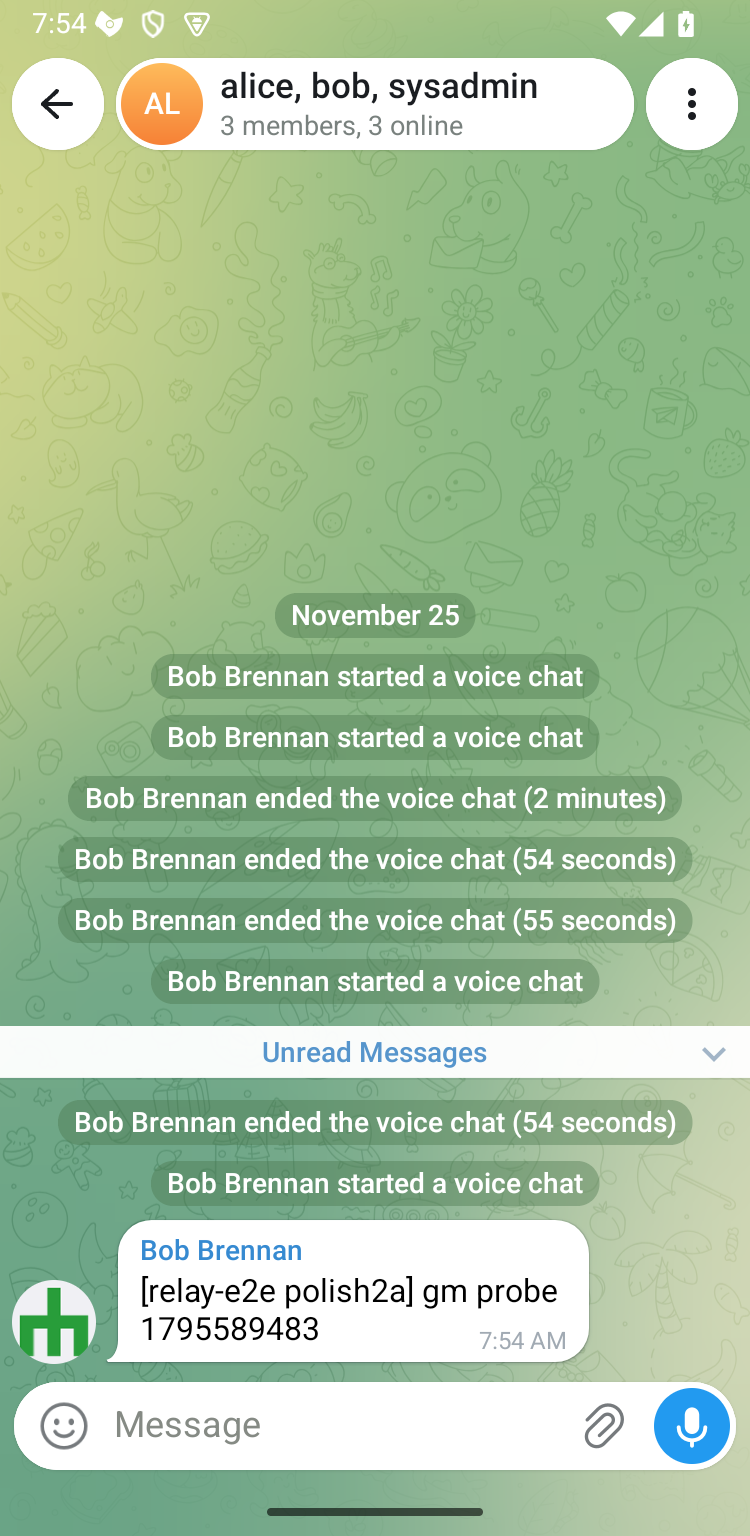 7:54
AL
alice, bob, sysadmin
3 members, 3 online
November 25
Bob Brennan started a voice chat
Bob Brennan started a voice chat
Bob Brennan ended the voice chat (2 minutes)
Bob Brennan ended the voice chat (54 seconds)
Bob Brennan ended the voice chat (55 seconds)
Bob Brennan started a voice chat
Unread Messages
Bob Brennan ended the voice chat (54 seconds)
Bob Brennan started a voice chat
Bob Brennan
[relay-e2e polish2a] gm probe
1795589483
7:54 AM
Message